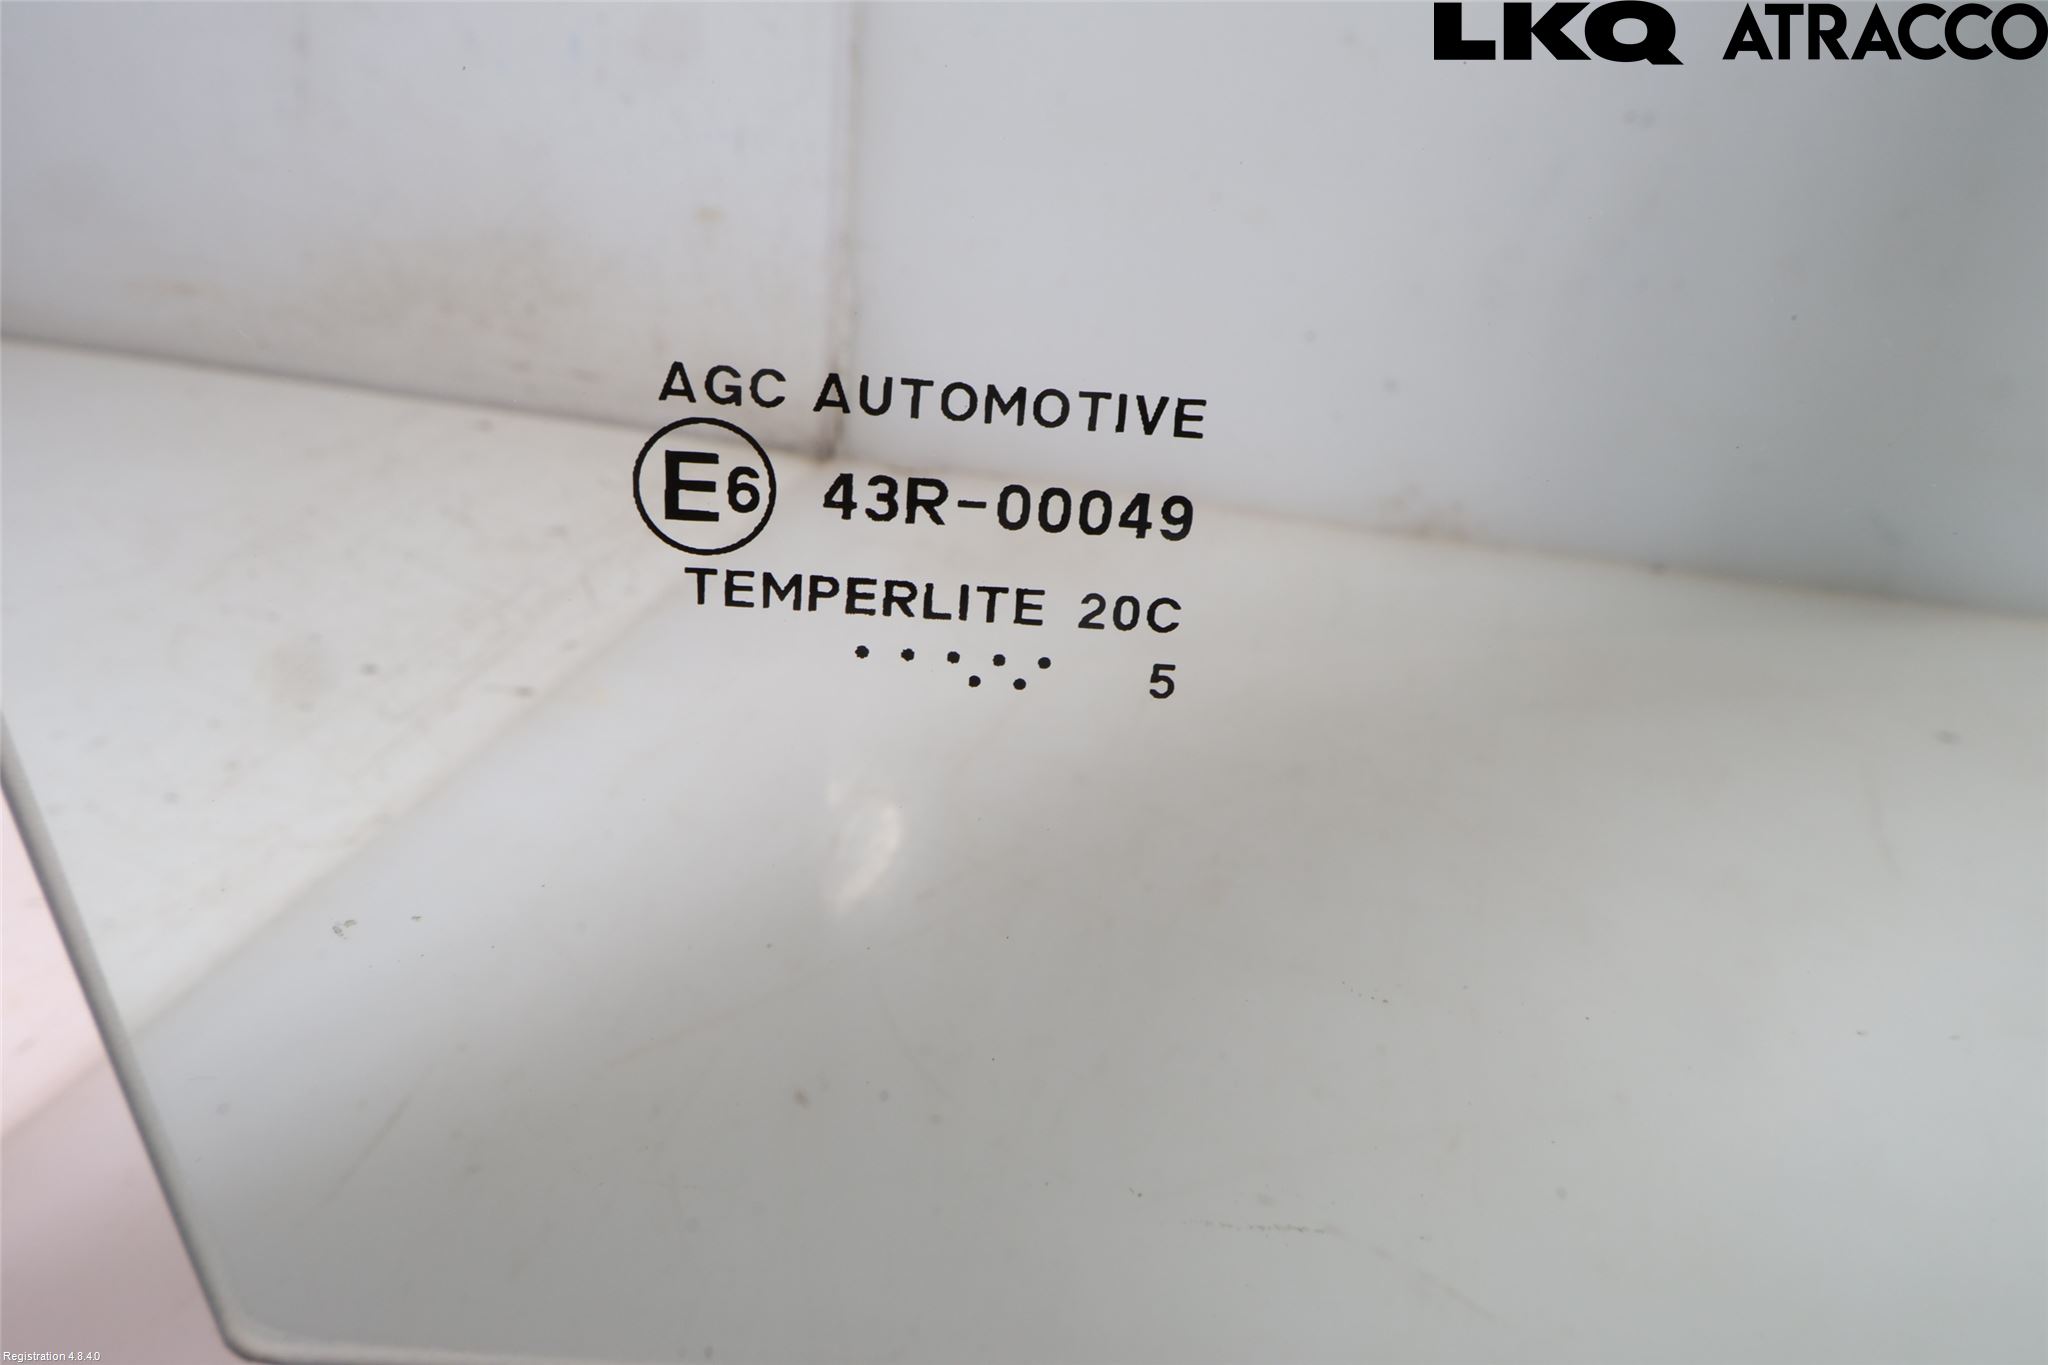 LKQ ATRACCO
AGC AUTOMOTIVE
E6 43R-00049
TEMPERLITE 20C
5
Registration 4.8.4.0